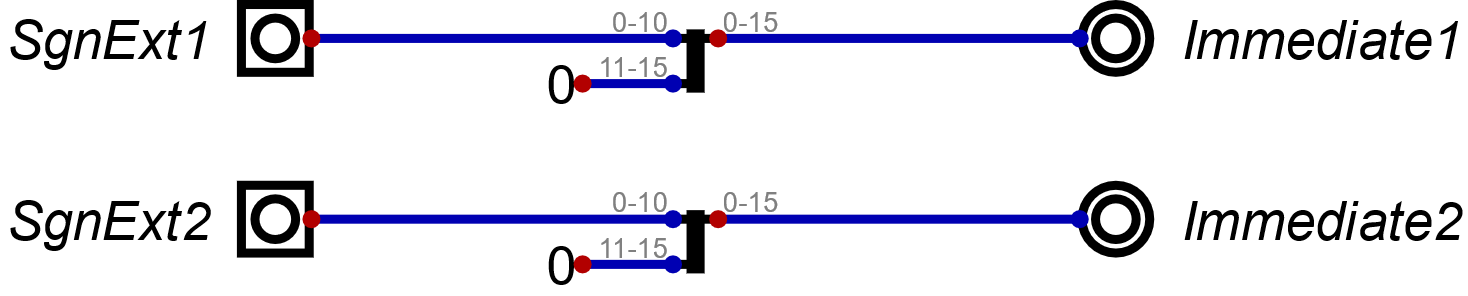 SgnExt1 0-10 0-15 Immediate1
0 11-15
SgnExt2 0-10 0-15 Immediate2
0 11-15